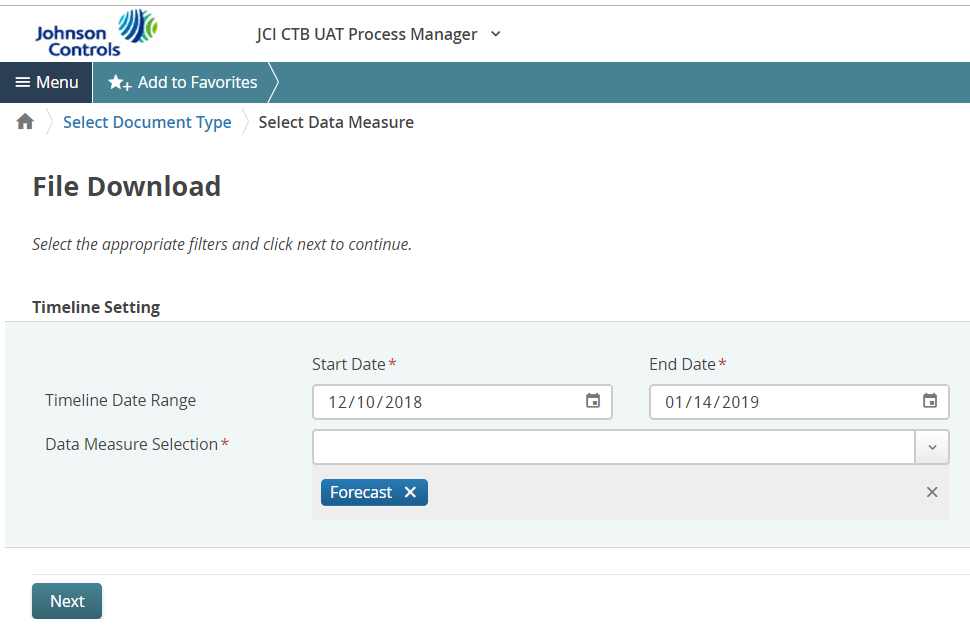 Johnson
Controls
JCI CTB UAT Process Manager
Menu
Add to Favorites
Select Document Type
Select Data Measure
File Download
Select the appropriate filters and click next to continue.
Timeline Setting
Start Date*
End Date*
Timeline Date Range
12/10/2018
01/14/2019
Data Measure Selection*
Forecast
Next